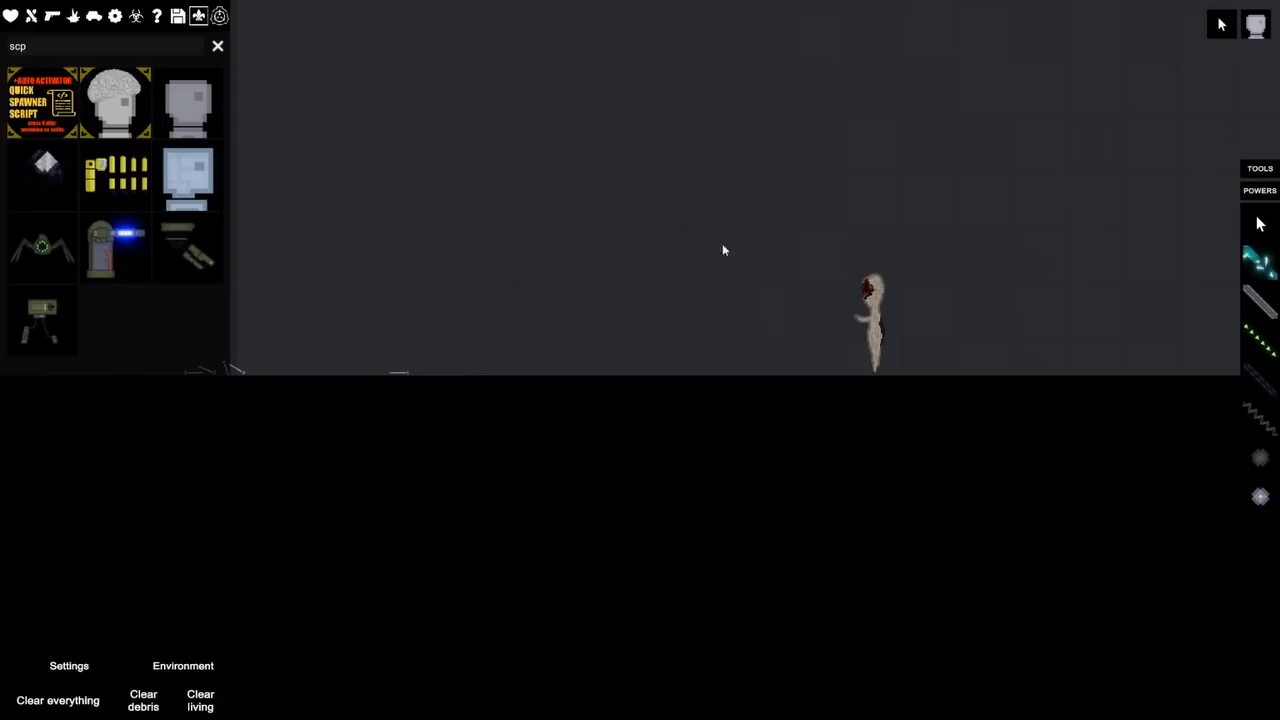 scp
+AUTO ACTIVATOR
QUICK
SPAWNER
SCRIPT
TOOLS
POWERS
Settings
Environment
Clear everything
Clear
debris
Clear
living